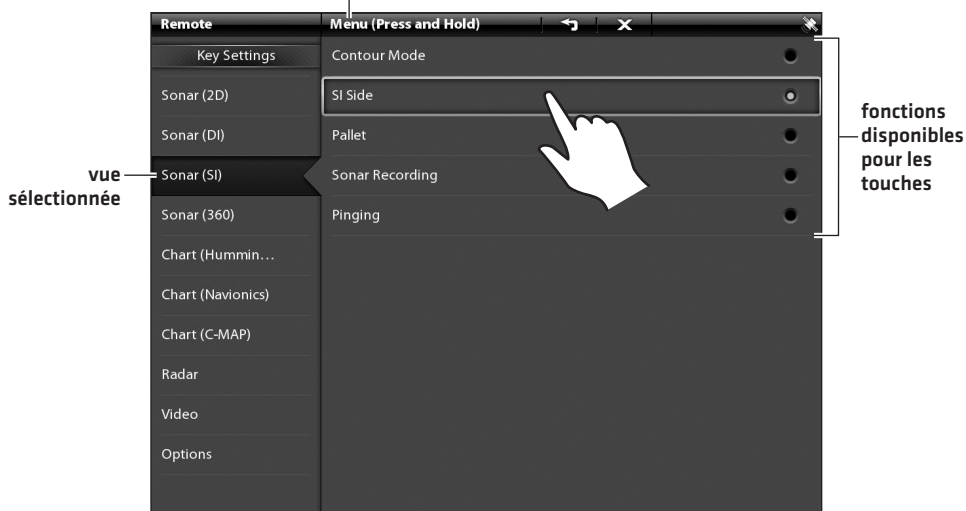 Remote
Menu (Press and Hold)
Key Settings
Sonar (2D)
Sonar (DI)
Sonar (SI)
Sonar (360)
Chart (Hummin…
Chart (Navionics)
Chart (C-MAP)
Radar
Video
Options
Contour Mode
SI Side
Pallet
Sonar Recording
Pinging
vue
sélectionnée
fonctions
disponibles
pour les
touches